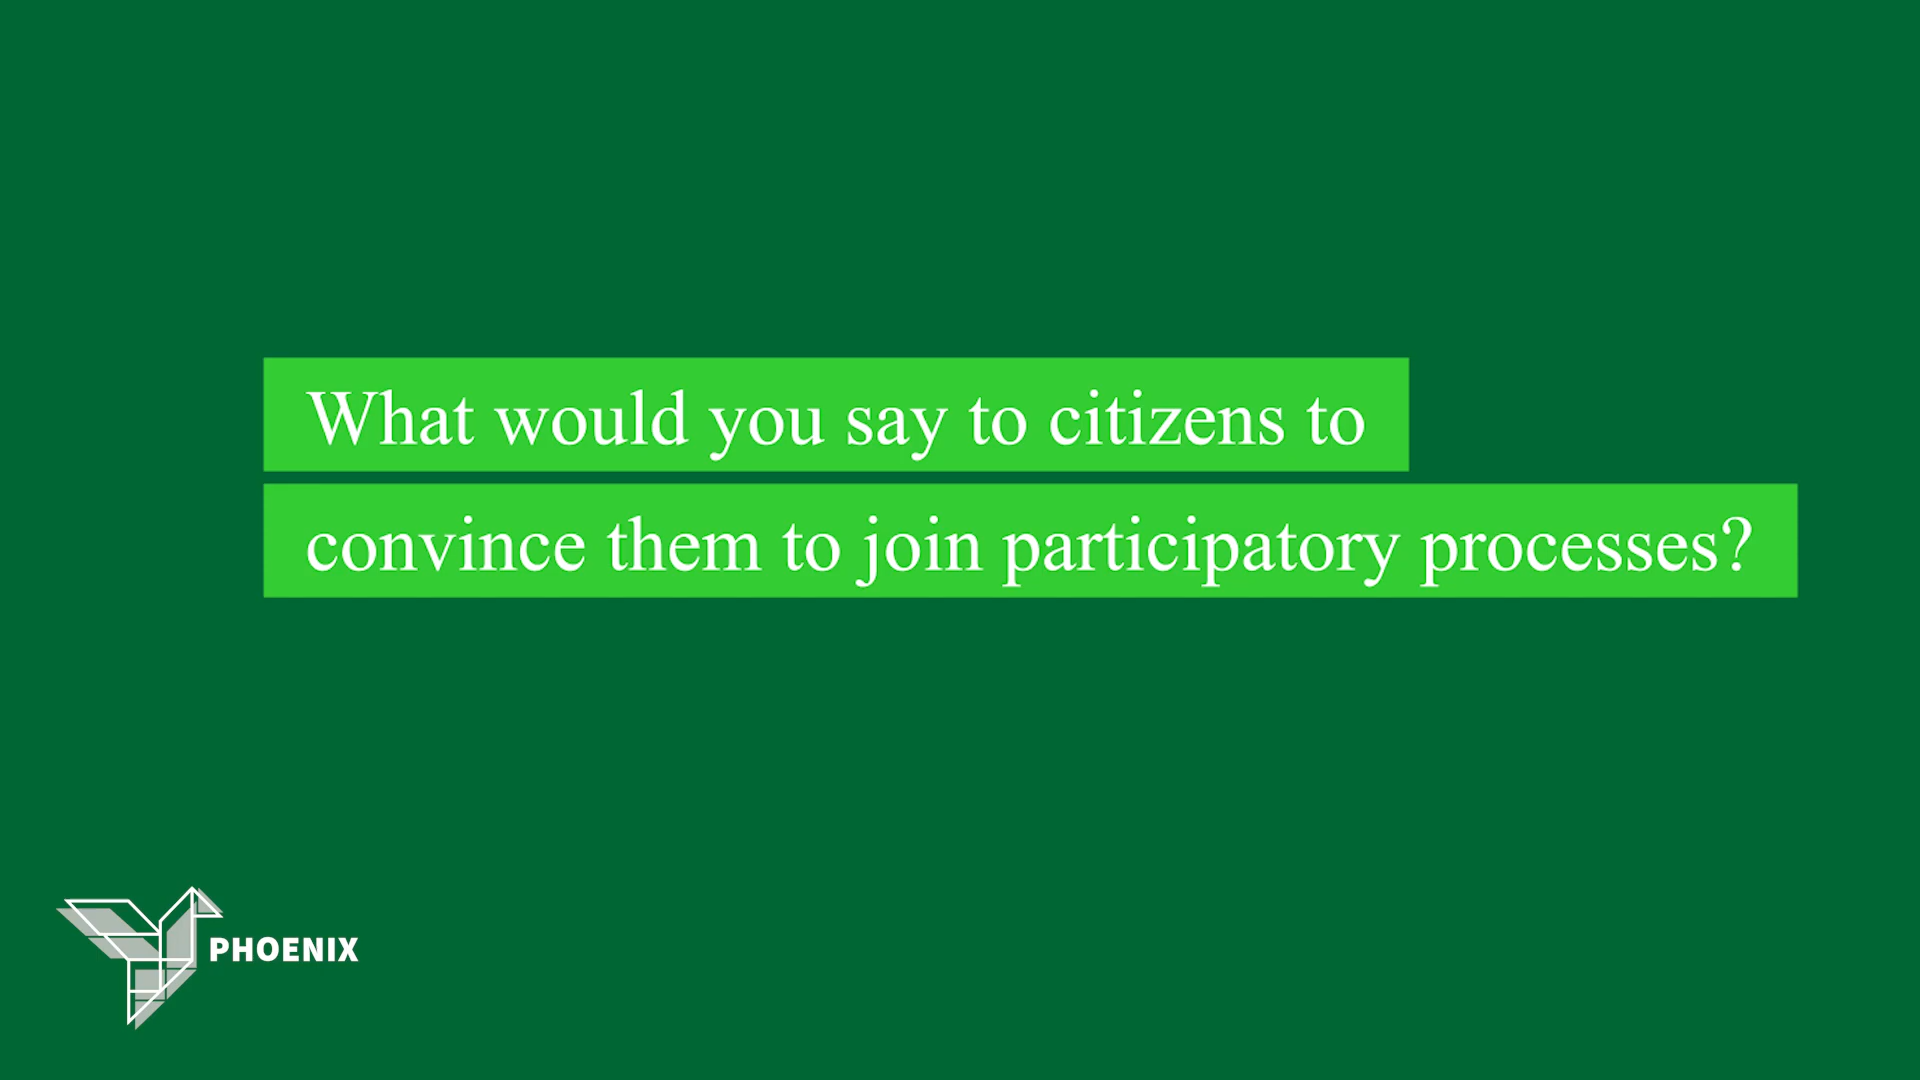 What would you say to citizens to
convince them to join participatory processes?
PHOENIX